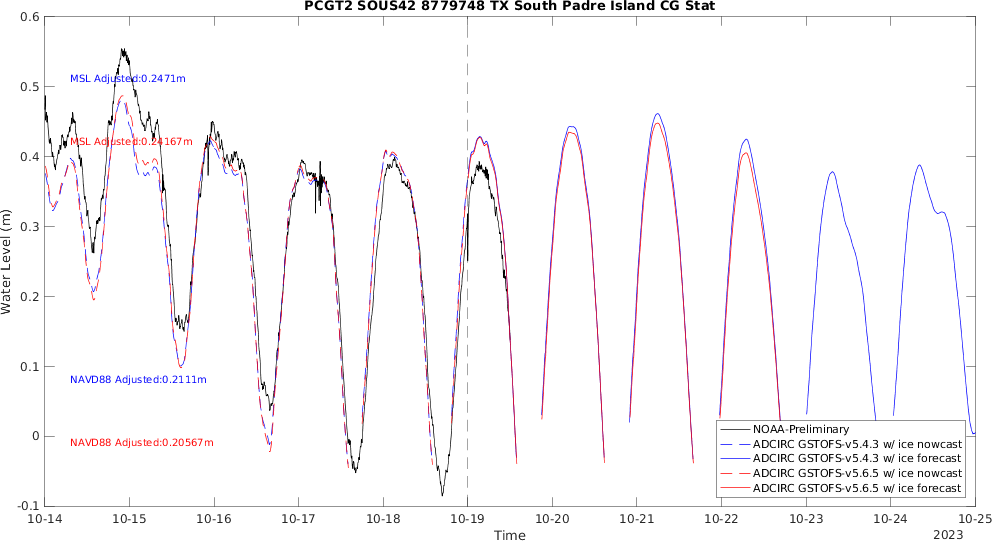 PCGT2 SOUS42 8779748 TX South Padre Island CG Stat
0.6
0.5
0.4
0.3
0.2
0.1
0
-0.1
Water Level (m)
MSL Adjusted:0.2471m
MSL Adjusted:0.24167m
NAVD88 Adjusted:0.2111m
NAVD88 Adjusted:0.20567m
NOAA-Preliminary
ADCIRC GSTOFS-v5.4.3 w/ ice nowcast
ADCIRC GSTOFS-v5.4.3 w/ ice forecast
ADCIRC GSTOFS-v5.6.5 w/ ice nowcast
ADCIRC GSTOFS-v5.6.5 w/ ice forecast
10-14 10-15 10-16 10-17 10-18 10-19 10-20 10-21 10-22 10-23 10-24 10-25
Time
2023